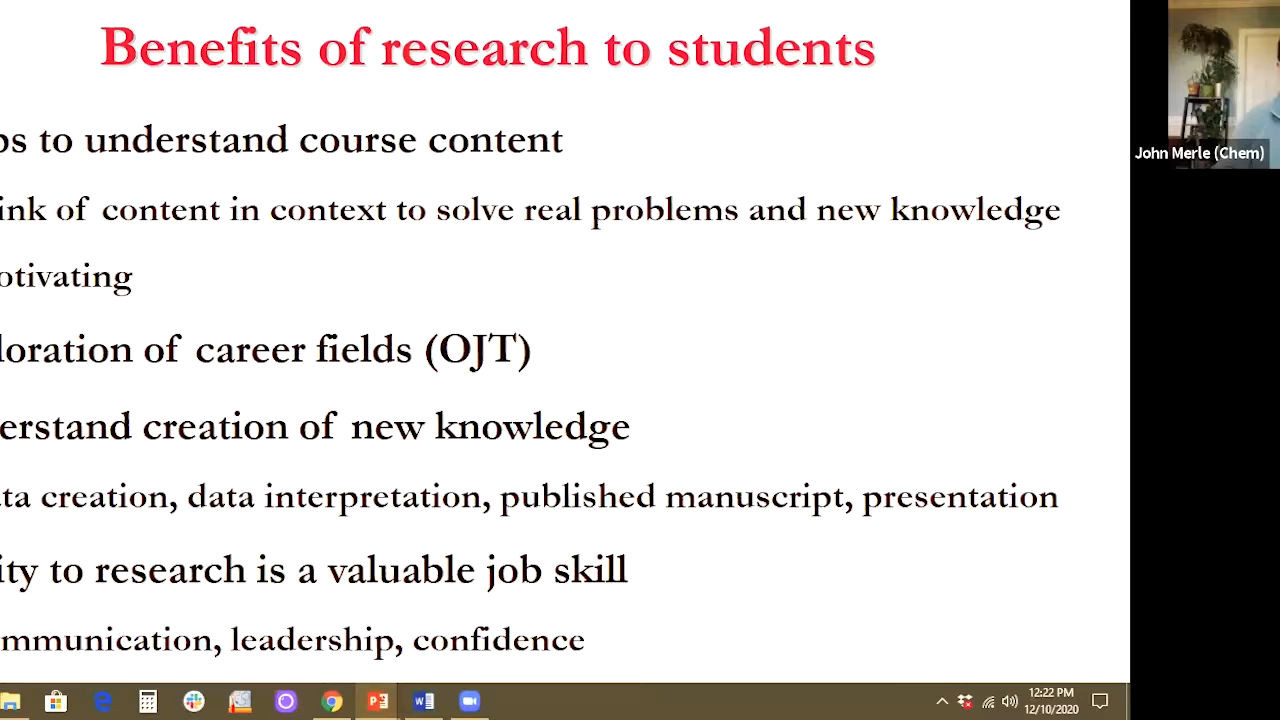 Benefits of research to students
ps to understand course content
ink of content in context to solve real problems and new knowledge
otivating
loration of career fields (OJT)
erstand creation of new knowledge
ta creation, data interpretation, published manuscript, presentation
ity to research is a valuable job skill
mmunication, leadership, confidence
John Merle (Chem)
12:22 PM
12/10/2020